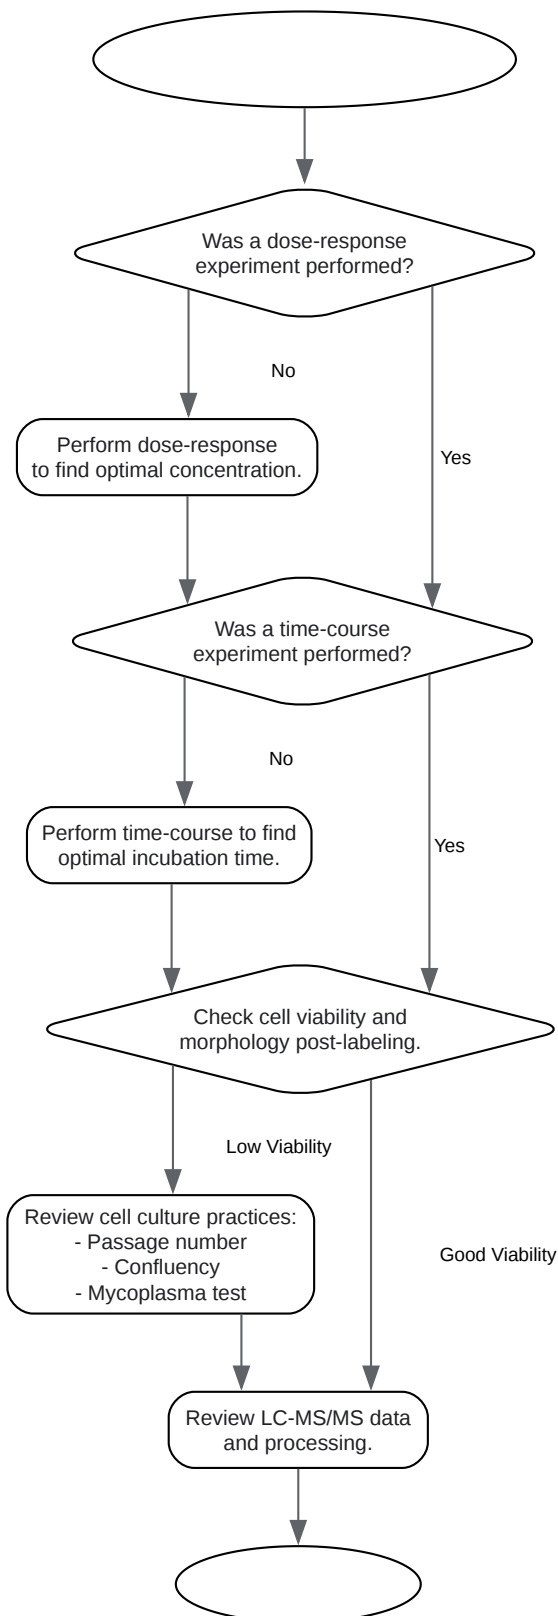 Was a dose-response
experiment performed?
No
Yes
Perform dose-response
to find optimal concentration.
Was a time-course
experiment performed?
No
Yes
Perform time-course to find
optimal incubation time.
Check cell viability and
morphology post-labeling.
Low Viability
Good Viability
Review cell culture practices:
- Passage number
- Confluency
- Mycoplasma test
Review LC-MS/MS data
and processing.